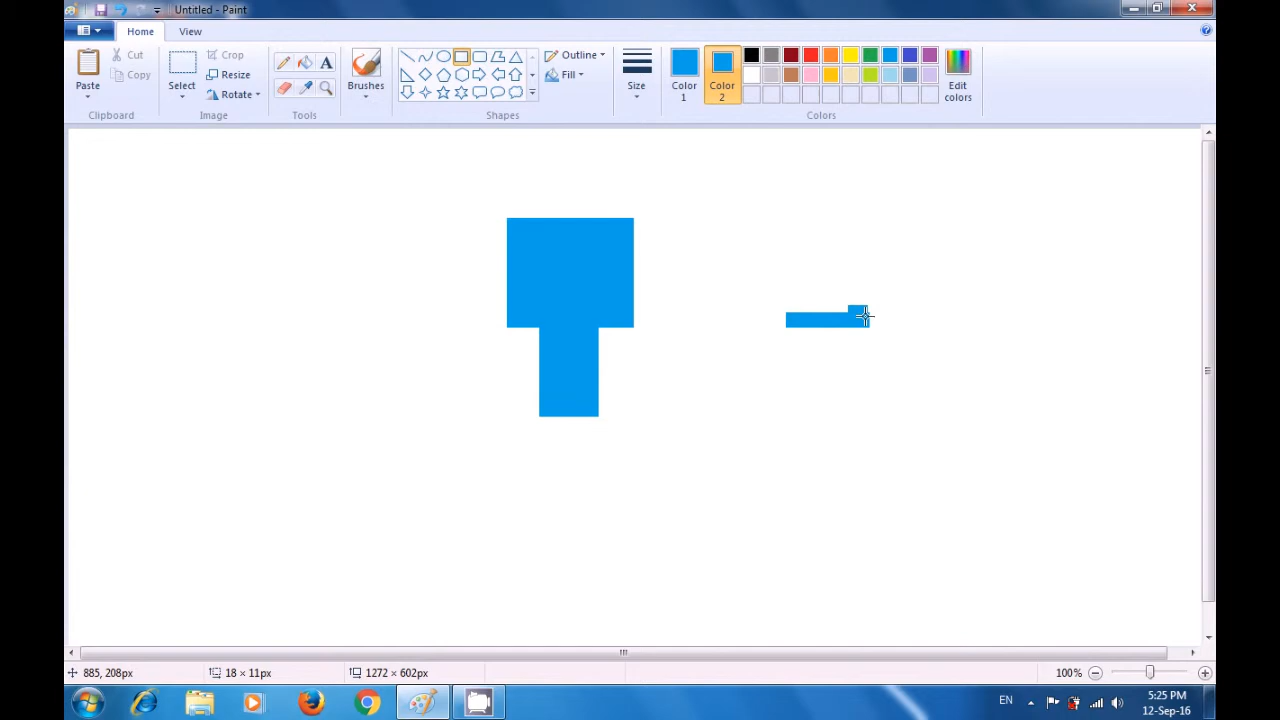 Untitled - Paint
Home View
Paste
Cut
Copy
Clipboard
Select
Crop
Resize
Rotate
Image
A
Tools
Brushes
Shapes
Outline
Fill
Size
Color 1
Color 2
Colors
Edit colors
885, 208px
18 × 11px
1272 × 602px
100%
EN
5:25 PM
12-Sep-16